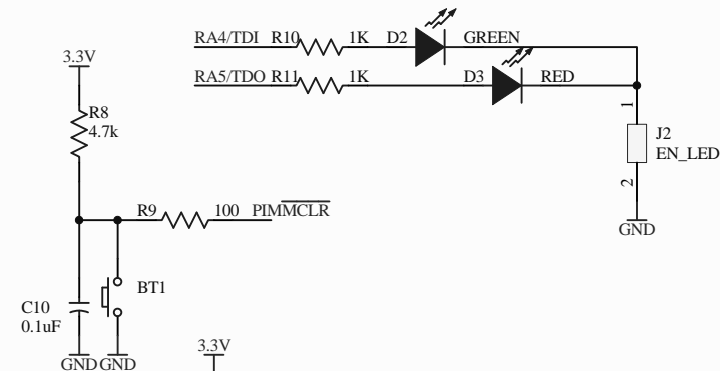 RA4/TDI R10 1K D2 GREEN
3.3V
RA5/TDO R11 1K D3 RED
1
R8
4.7k
J2
EN_LED
2
R9 100 PIMMCLR
GND
BT1
C10
0.1uF
3.3V
GND GND